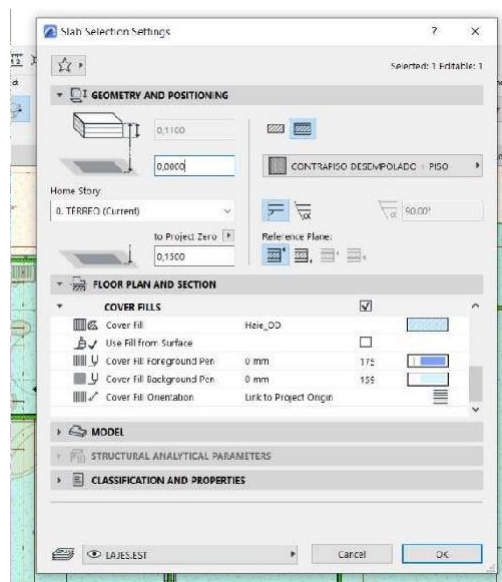 Slab Selection Settings
? X
Selected: 1 Editable: 1
GEOMETRY AND POSITIONING
0,1100
0,0000
CONTRAPISO DESEMPOLADO + PISO
Home Story:
0. TÉRREO (Current)
90.00°
to Project Zero
Reference Plane:
0,1500
FLOOR PLAN AND SECTION
COVER FILLS
Cover Fill
Use Fill from Surface
Cover Fill Foreground Pen 0 mm 175
Cover Fill Background Pen 0 mm 159
Cover Fill Orientation Link to Project Origin
MODEL
STRUCTURAL ANALYTICAL PARAMETERS
CLASSIFICATION AND PROPERTIES
LAJES.EST
Cancel OK